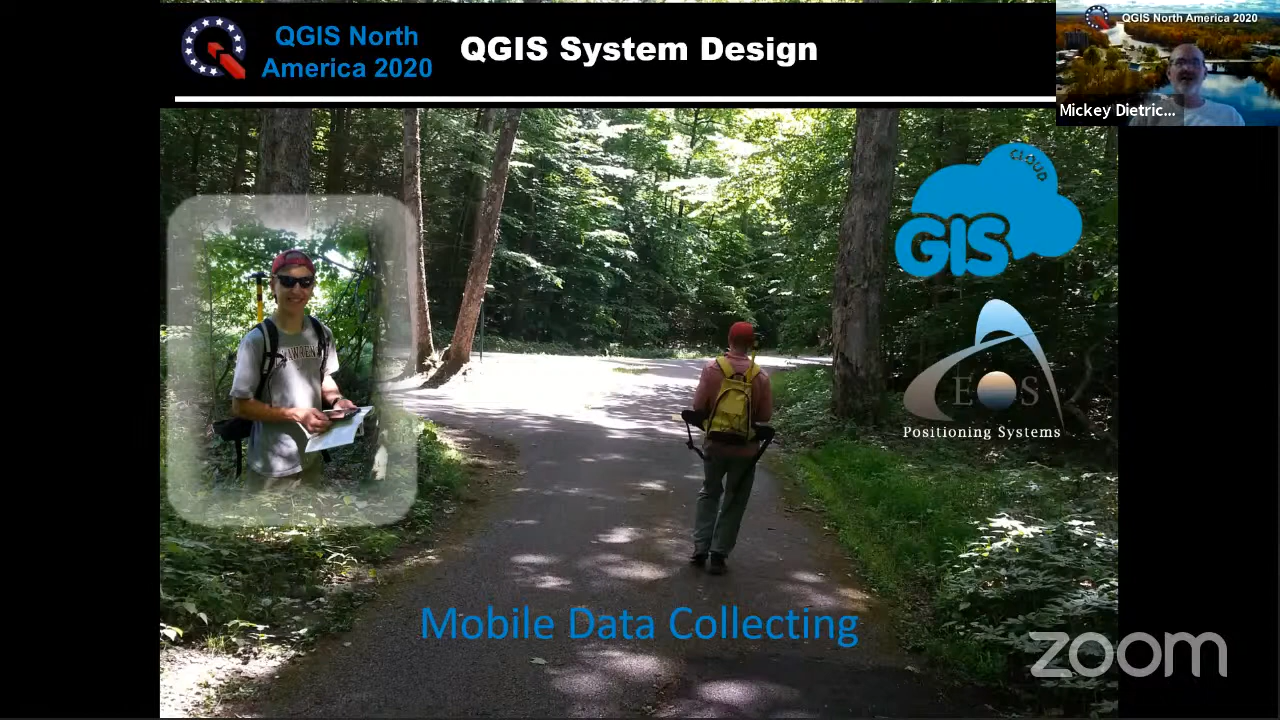 QGIS North
America 2020
QGIS System Design
QGIS North America 2020
Mickey Dietric...
CLOUD
GIS
EOS
Positioning Systems
Mobile Data Collecting
zoom